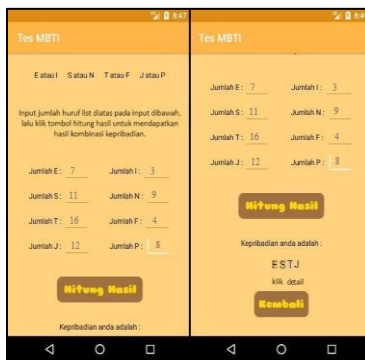 8:47
Tes MBTI
E atau I S atau N T atau F J atau P
Input jumlah huruf list diatas pada input dibawah,
lalu klik tombol hitung hasil untuk mendapatkan
hasil kombinasi kepribadian.
Jumlah E : 7 Jumlah I : 3
Jumlah S : 11 Jumlah N : 9
Jumlah T : 16 Jumlah F : 4
Jumlah J : 12 Jumlah P : 8
Hitung Hasil
Kepribadian anda adalah :
Tes MBTI
Jumlah E : 7 Jumlah I : 3
Jumlah S : 11 Jumlah N : 9
Jumlah T : 16 Jumlah F : 4
Jumlah J : 12 Jumlah P : 8
Hitung Hasil
Kepribadian anda adalah :
ESTJ
klik detail
Kembali